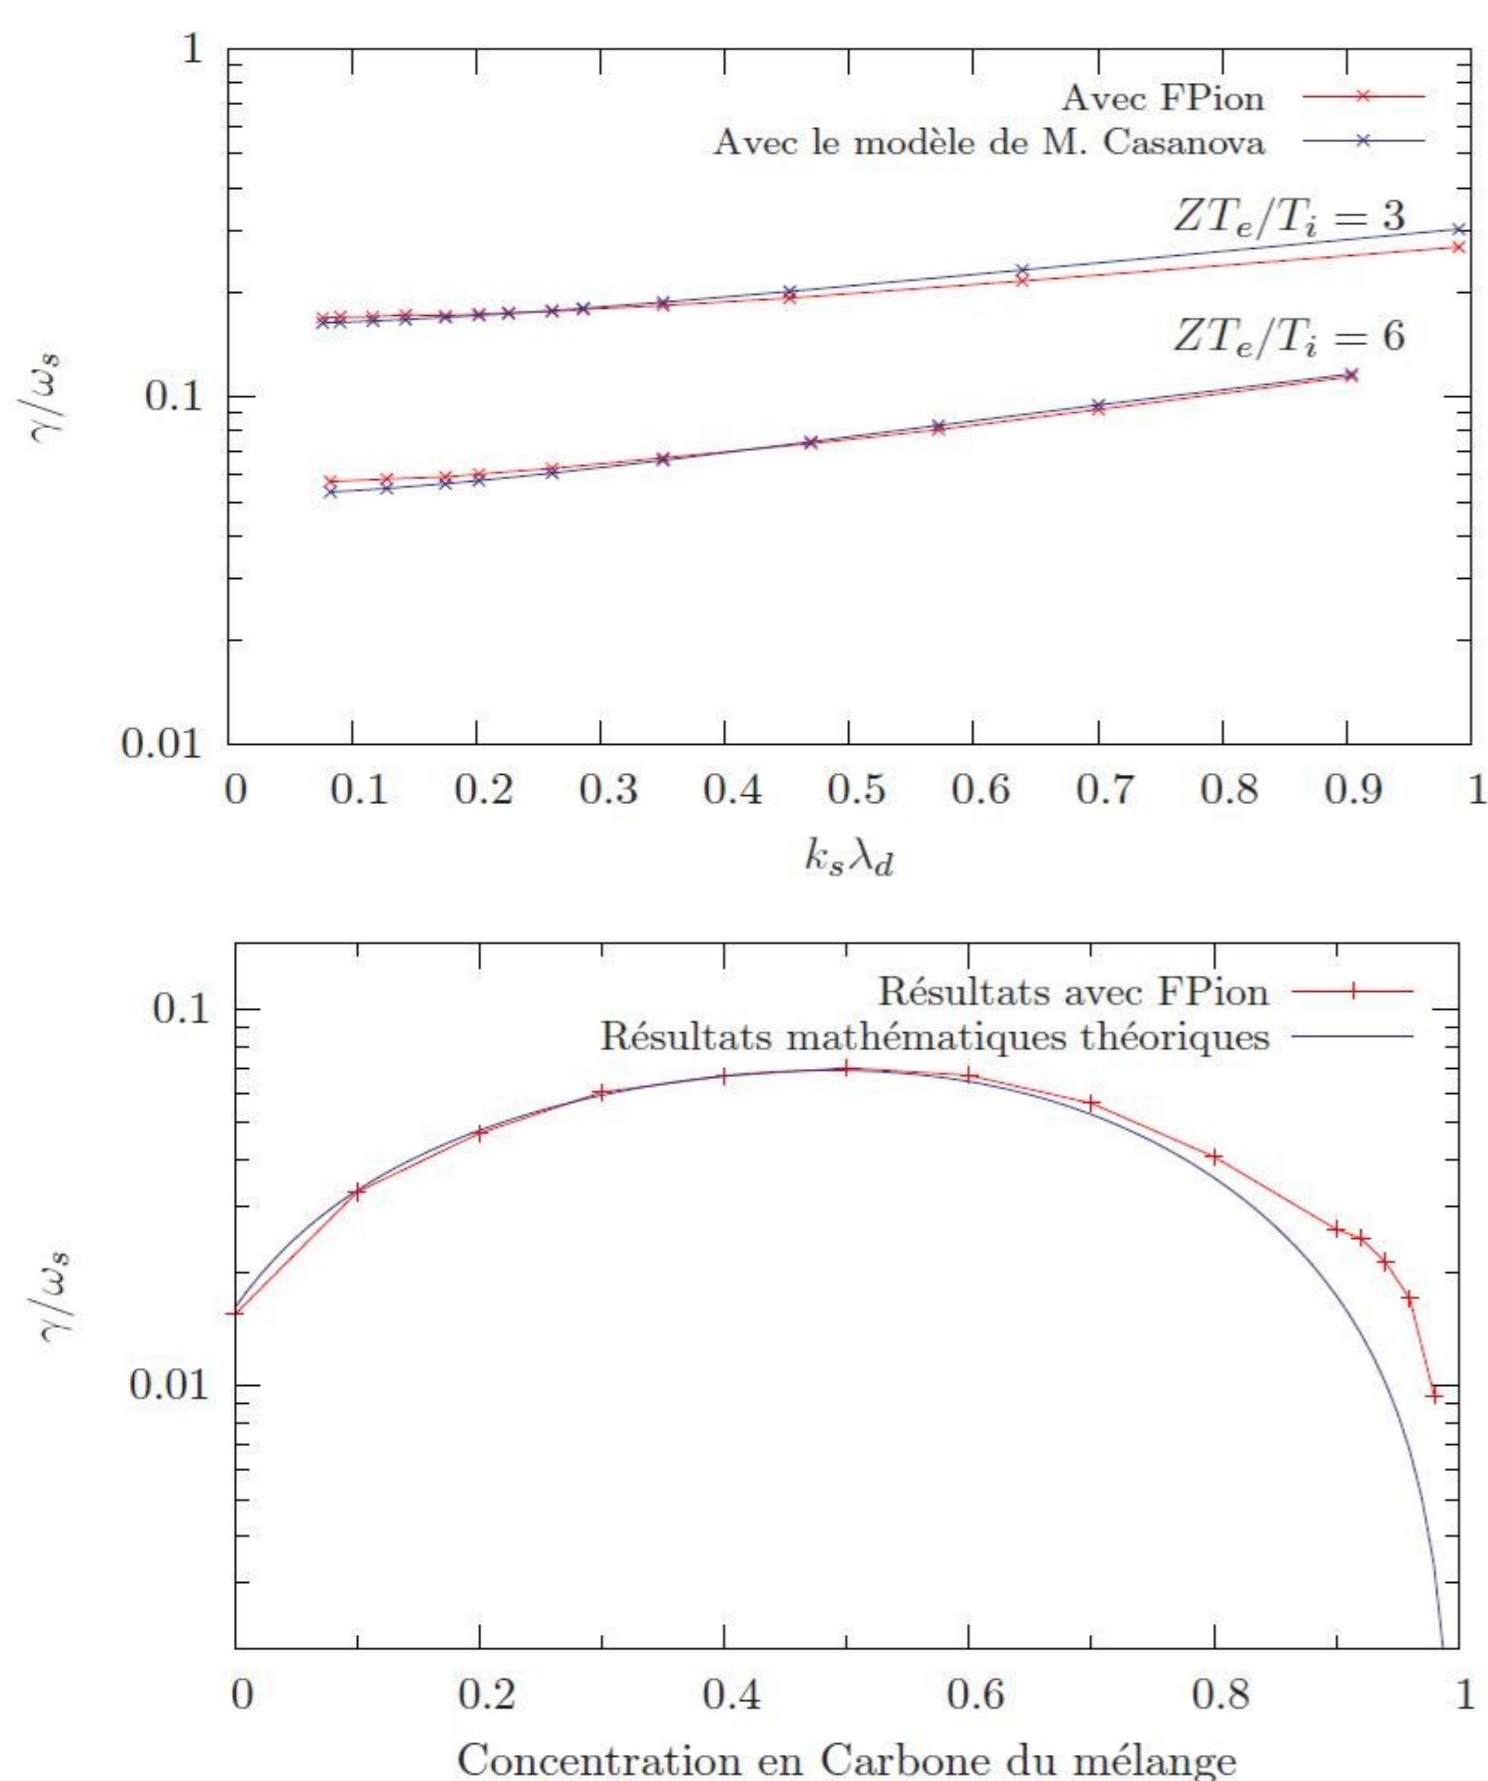 1
Avec FPion
Avec le modèle de M. Casanova
ZT_e/T_i = 3
ZT_e/T_i = 6
γ/ω_s
0.1
0.01
0 0.1 0.2 0.3 0.4 0.5 0.6 0.7 0.8 0.9 1
k_sλ_d
Résultats avec FPion
0.1
Résultats mathématiques théoriques
γ/ω_s
0.01
0 0.2 0.4 0.6 0.8 1
Concentration en Carbone du mélange